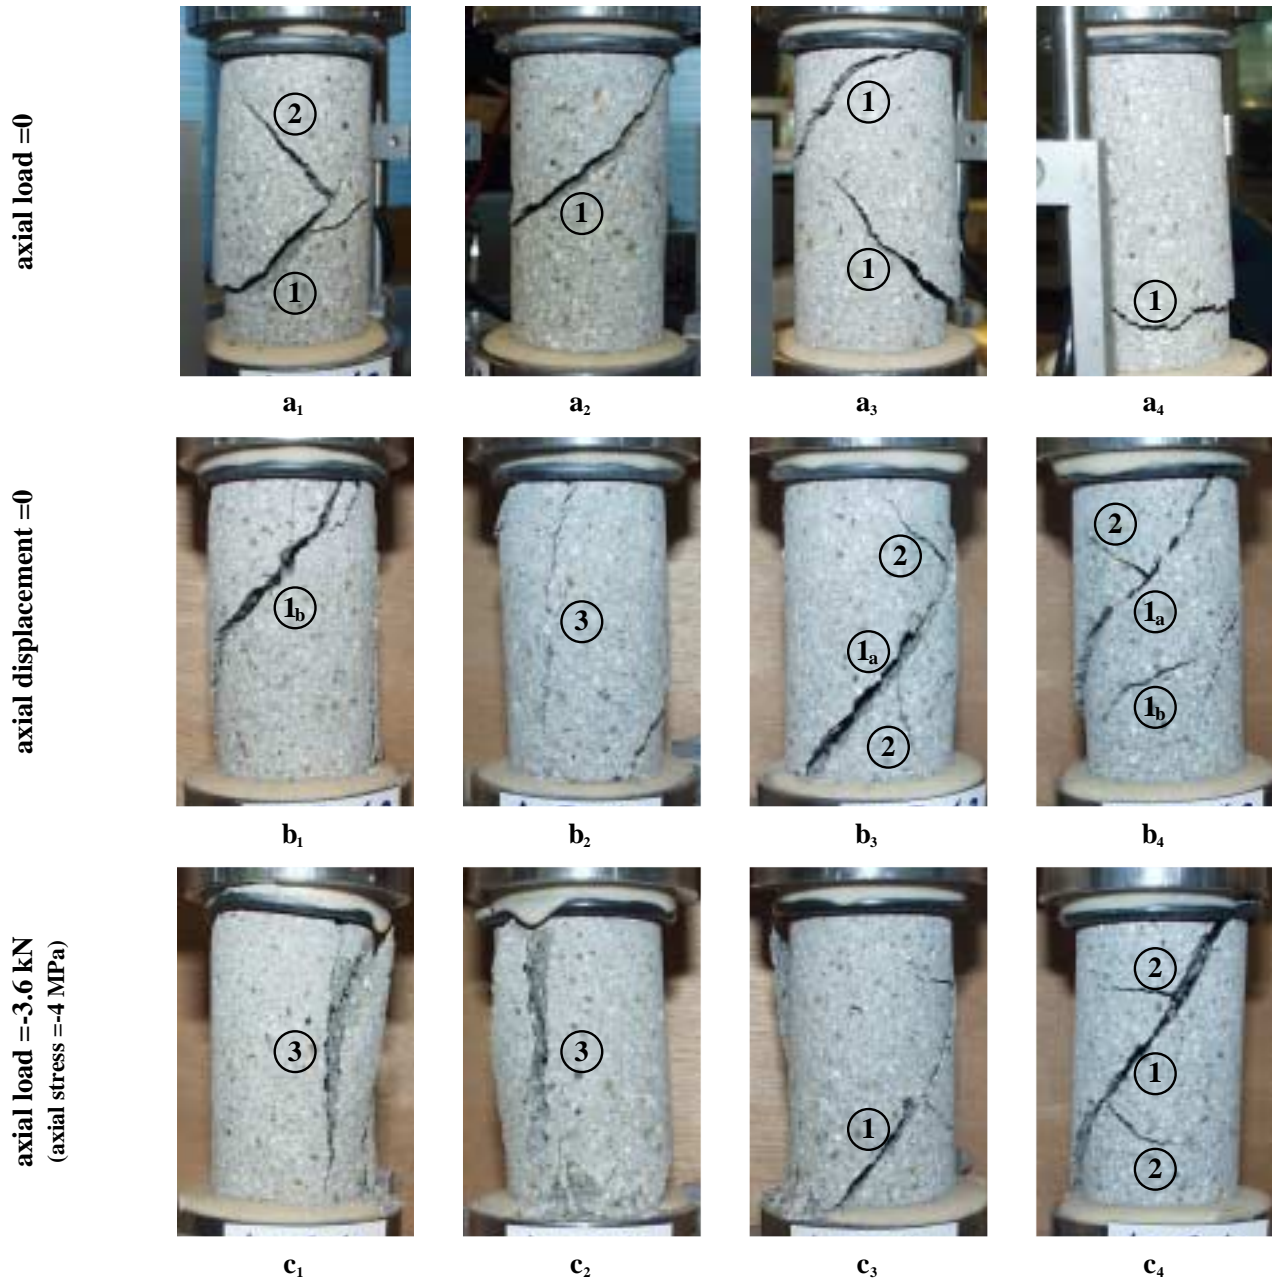 axial load =0
2
1
1
1
1
1
a₁
a₂
a₃
a₄
axial displacement =0
1b
3
2
1a
2
2
1a
1b
b₁
b₂
b₃
b₄
axial load =-3.6 kN
(axial stress =-4 MPa)
3
3
1
2
1
2
c₁
c₂
c₃
c₄